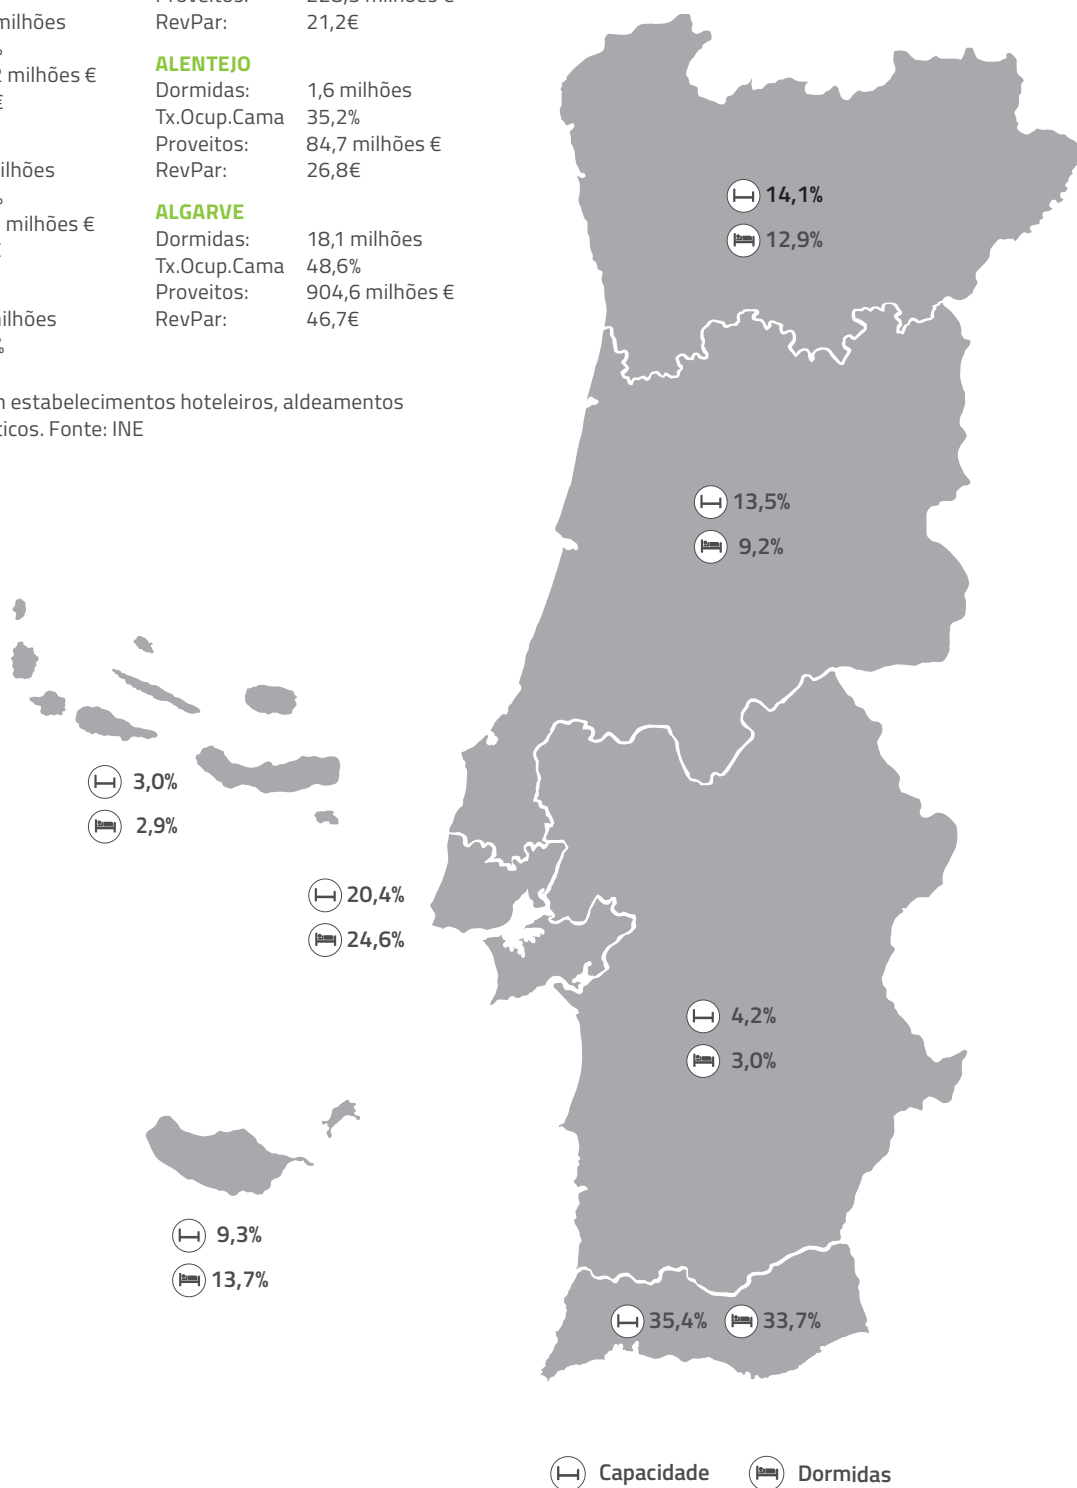 milhões
milhões €
€
milhões
%
milhões €
milhões
%
RevPar: 21,2€
ALENTEJO
Dormidas: 1,6 milhões
Tx.Ocup.Cama 35,2%
Proveitos: 84,7 milhões €
RevPar: 26,8€
ALGARVE
Dormidas: 18,1 milhões
Tx.Ocup.Cama 48,6%
Proveitos: 904,6 milhões €
RevPar: 46,7€
estabelecimentos hoteleiros, aldeamentos
Fonte: INE
14,1%
12,9%
13,5%
9,2%
3,0%
2,9%
20,4%
24,6%
4,2%
3,0%
9,3%
13,7%
35,4% 33,7%
Capacidade Dormidas